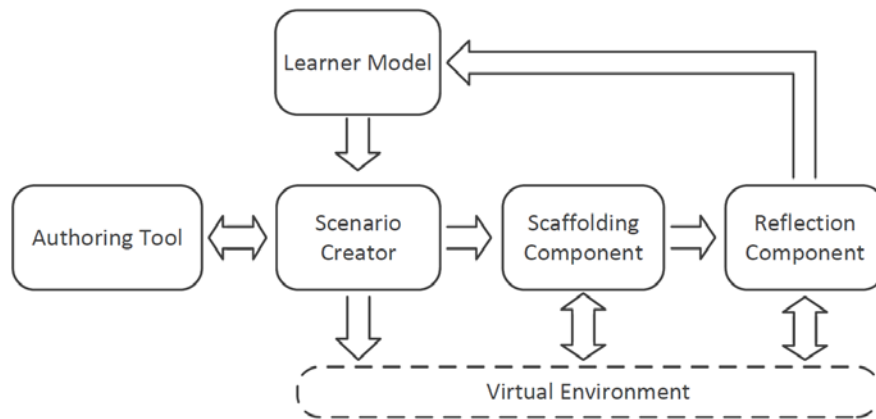 Learner Model
Authoring Tool
Scenario
Creator
Scaffolding
Component
Reflection
Component
Virtual Environment